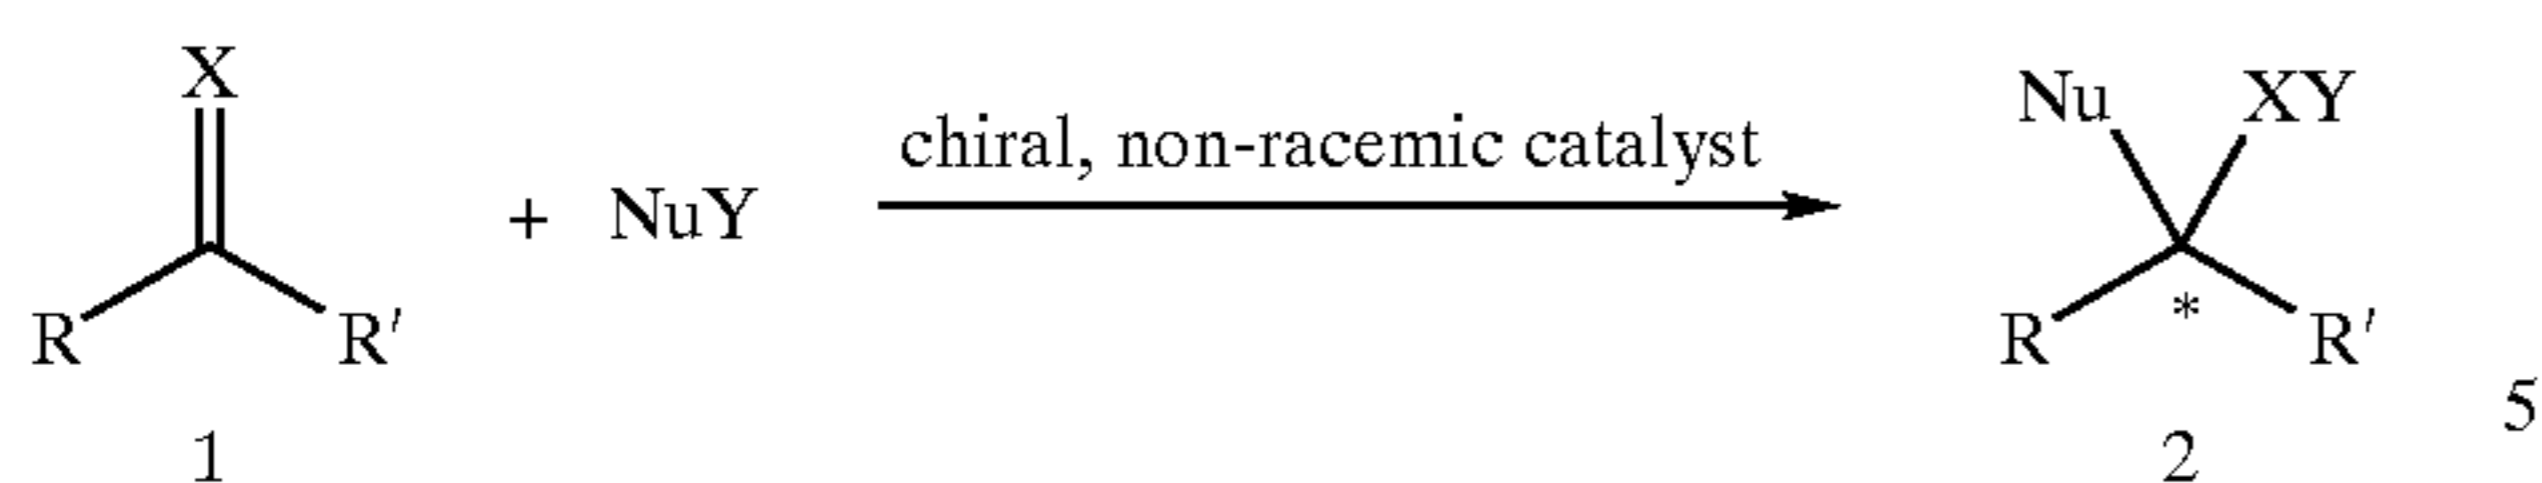 X
Nu XY
chiral, non-racemic catalyst
+ NuY
R R′
R * R′
5
1
2